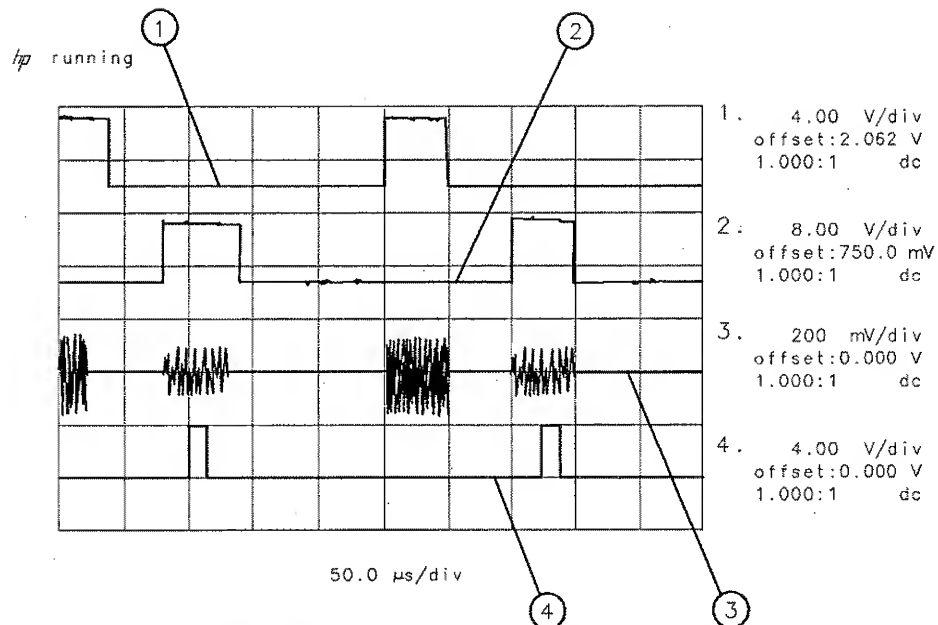 1
2
hp running
1. 4.00 V/div
offset:2.062 V
1.000:1 dc
2. 8.00 V/div
offset:750.0 mV
1.000:1 dc
3. 200 mV/div
offset:0.000 V
1.000:1 dc
4. 4.00 V/div
offset:0.000 V
1.000:1 dc
50.0 µs/div
4
3